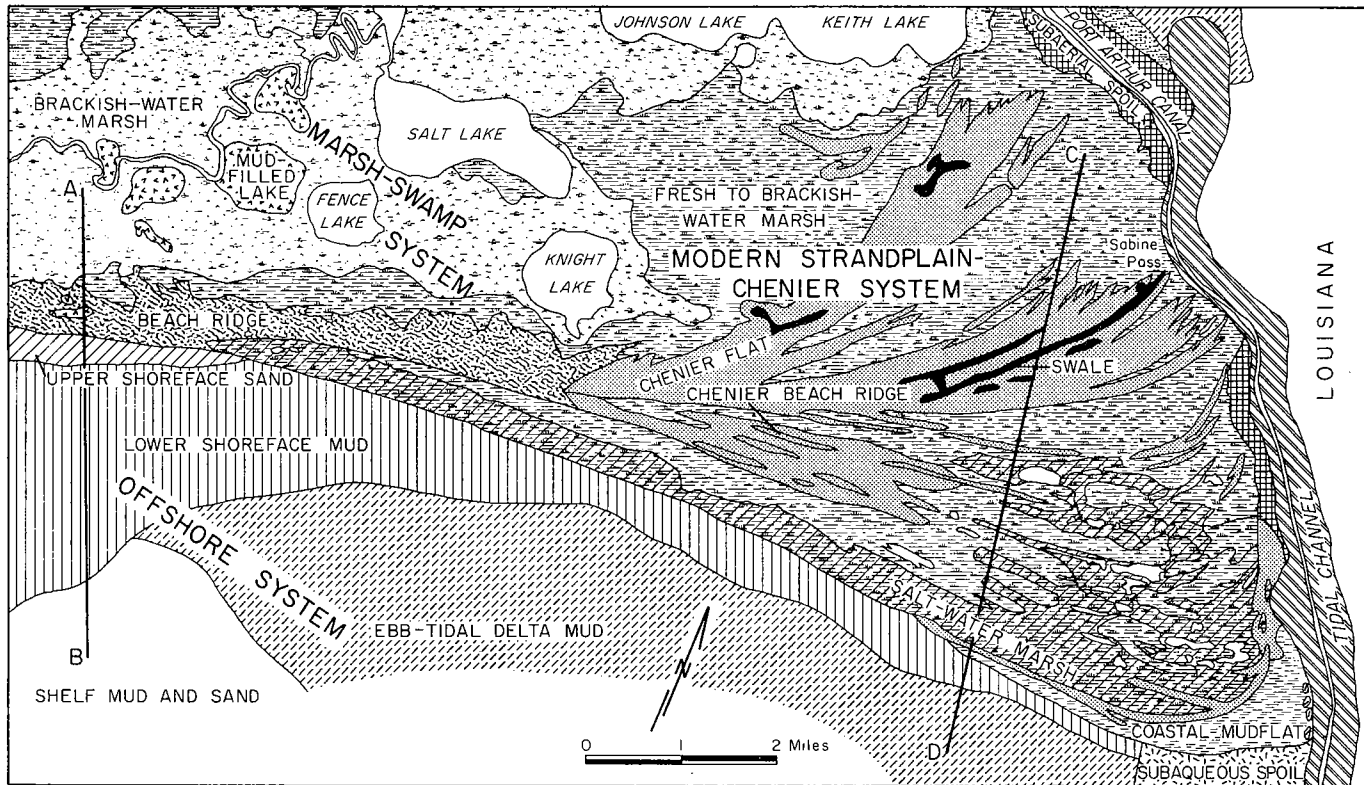 JOHNSON LAKE
KEITH LAKE
SUBAERIAL SPOIL
PORT ARTHUR CANAL
BRACKISH-WATER
MARSH
SALT LAKE
MARSH-SWAMP
SYSTEM
MUD-
FILLED
LAKE
A
C
FENCE
LAKE
FRESH TO BRACKISH-
WATER MARSH
Sabine
Pass
MODERN STRANDPLAIN-
CHENIER SYSTEM
KNIGHT
LAKE
LOUISIANA
BEACH RIDGE
CHENIER FLAT
SWALE
UPPER SHOREFACE SAND
CHENIER BEACH RIDGE
LOWER SHOREFACE MUD
OFFSHORE
SYSTEM
TIDAL CHANNEL
SALT-WATER MARSH
EBB-TIDAL DELTA MUD
B
N
SHELF MUD AND SAND
COASTAL-MUDFLAT
D
0 1 2 Miles
SUBAQUEOUS SPOIL